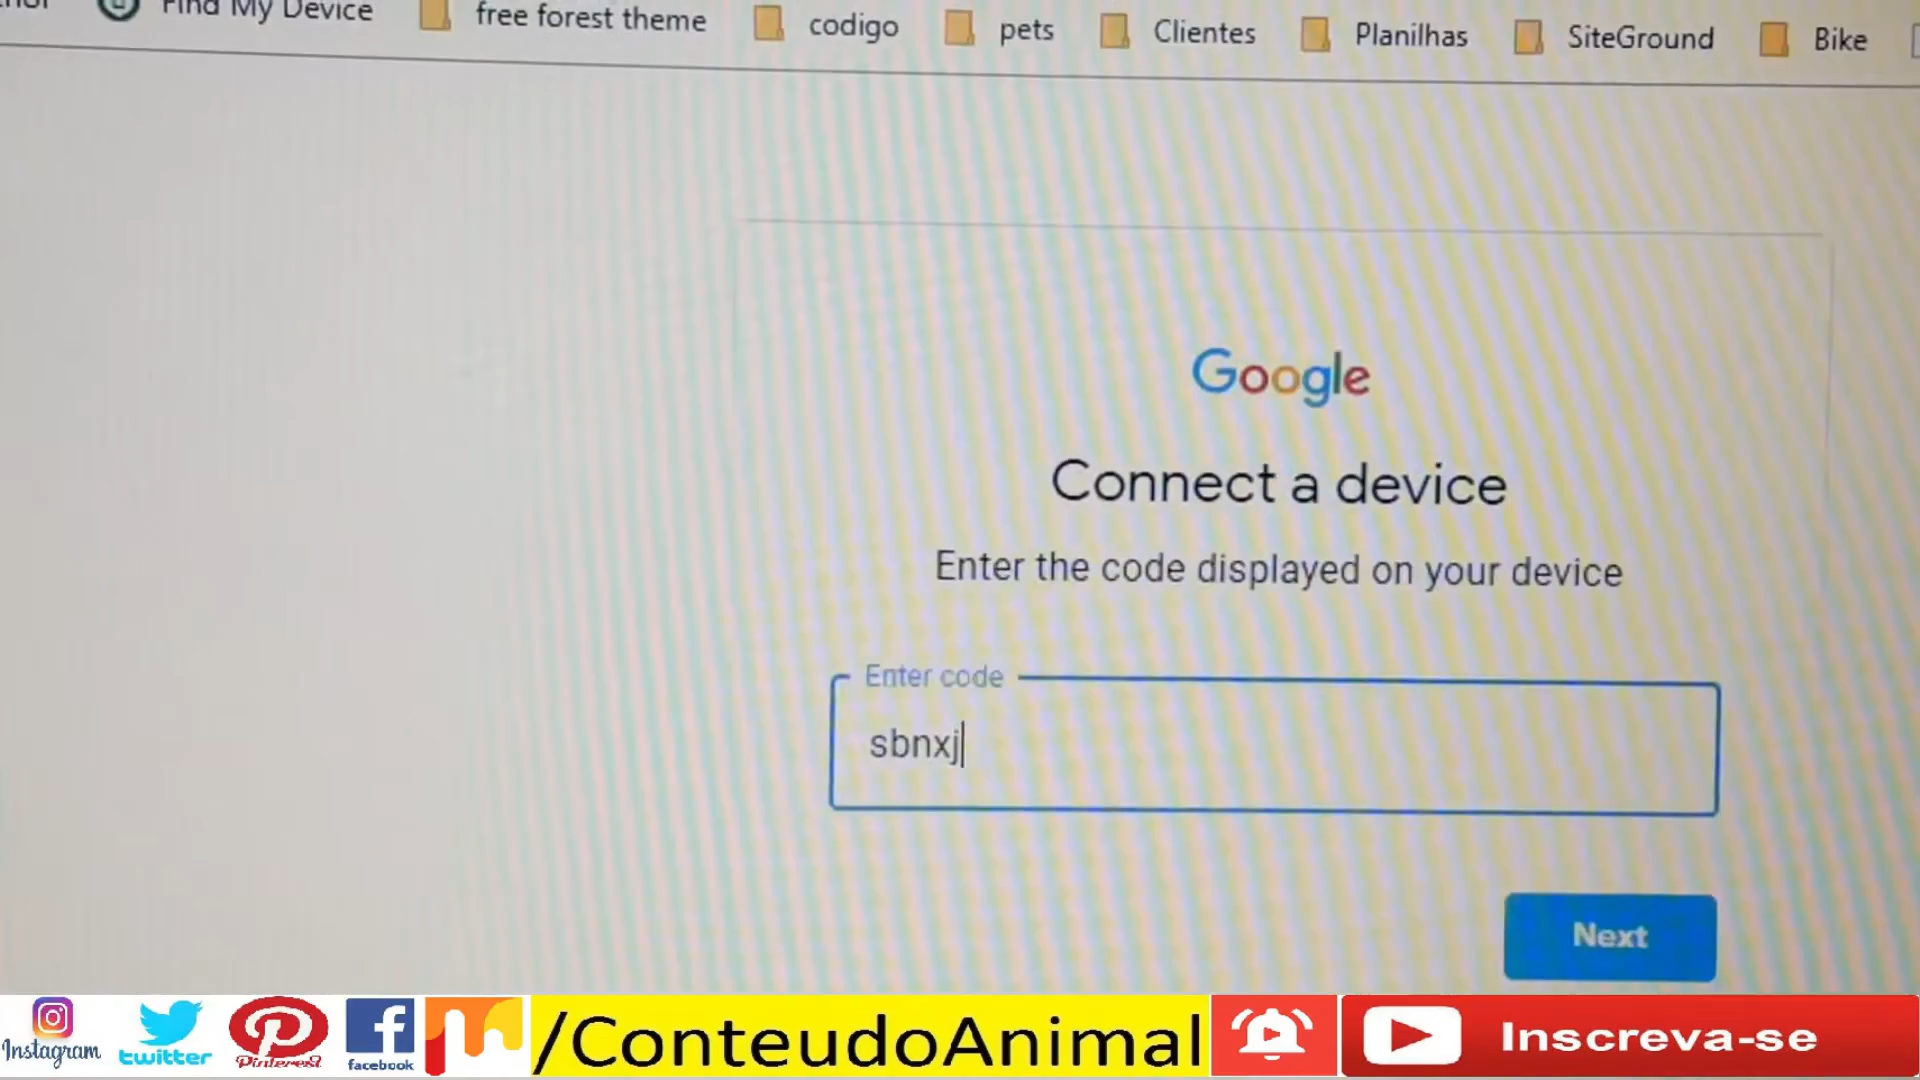 Find My Device free forest theme codigo pets Clientes Planilhas SiteGround Bike
Google
Connect a device
Enter the code displayed on your device
Enter code
sbnxj
Next
Instagram twitter Pinterest facebook /ConteudoAnimal Inscreva-se